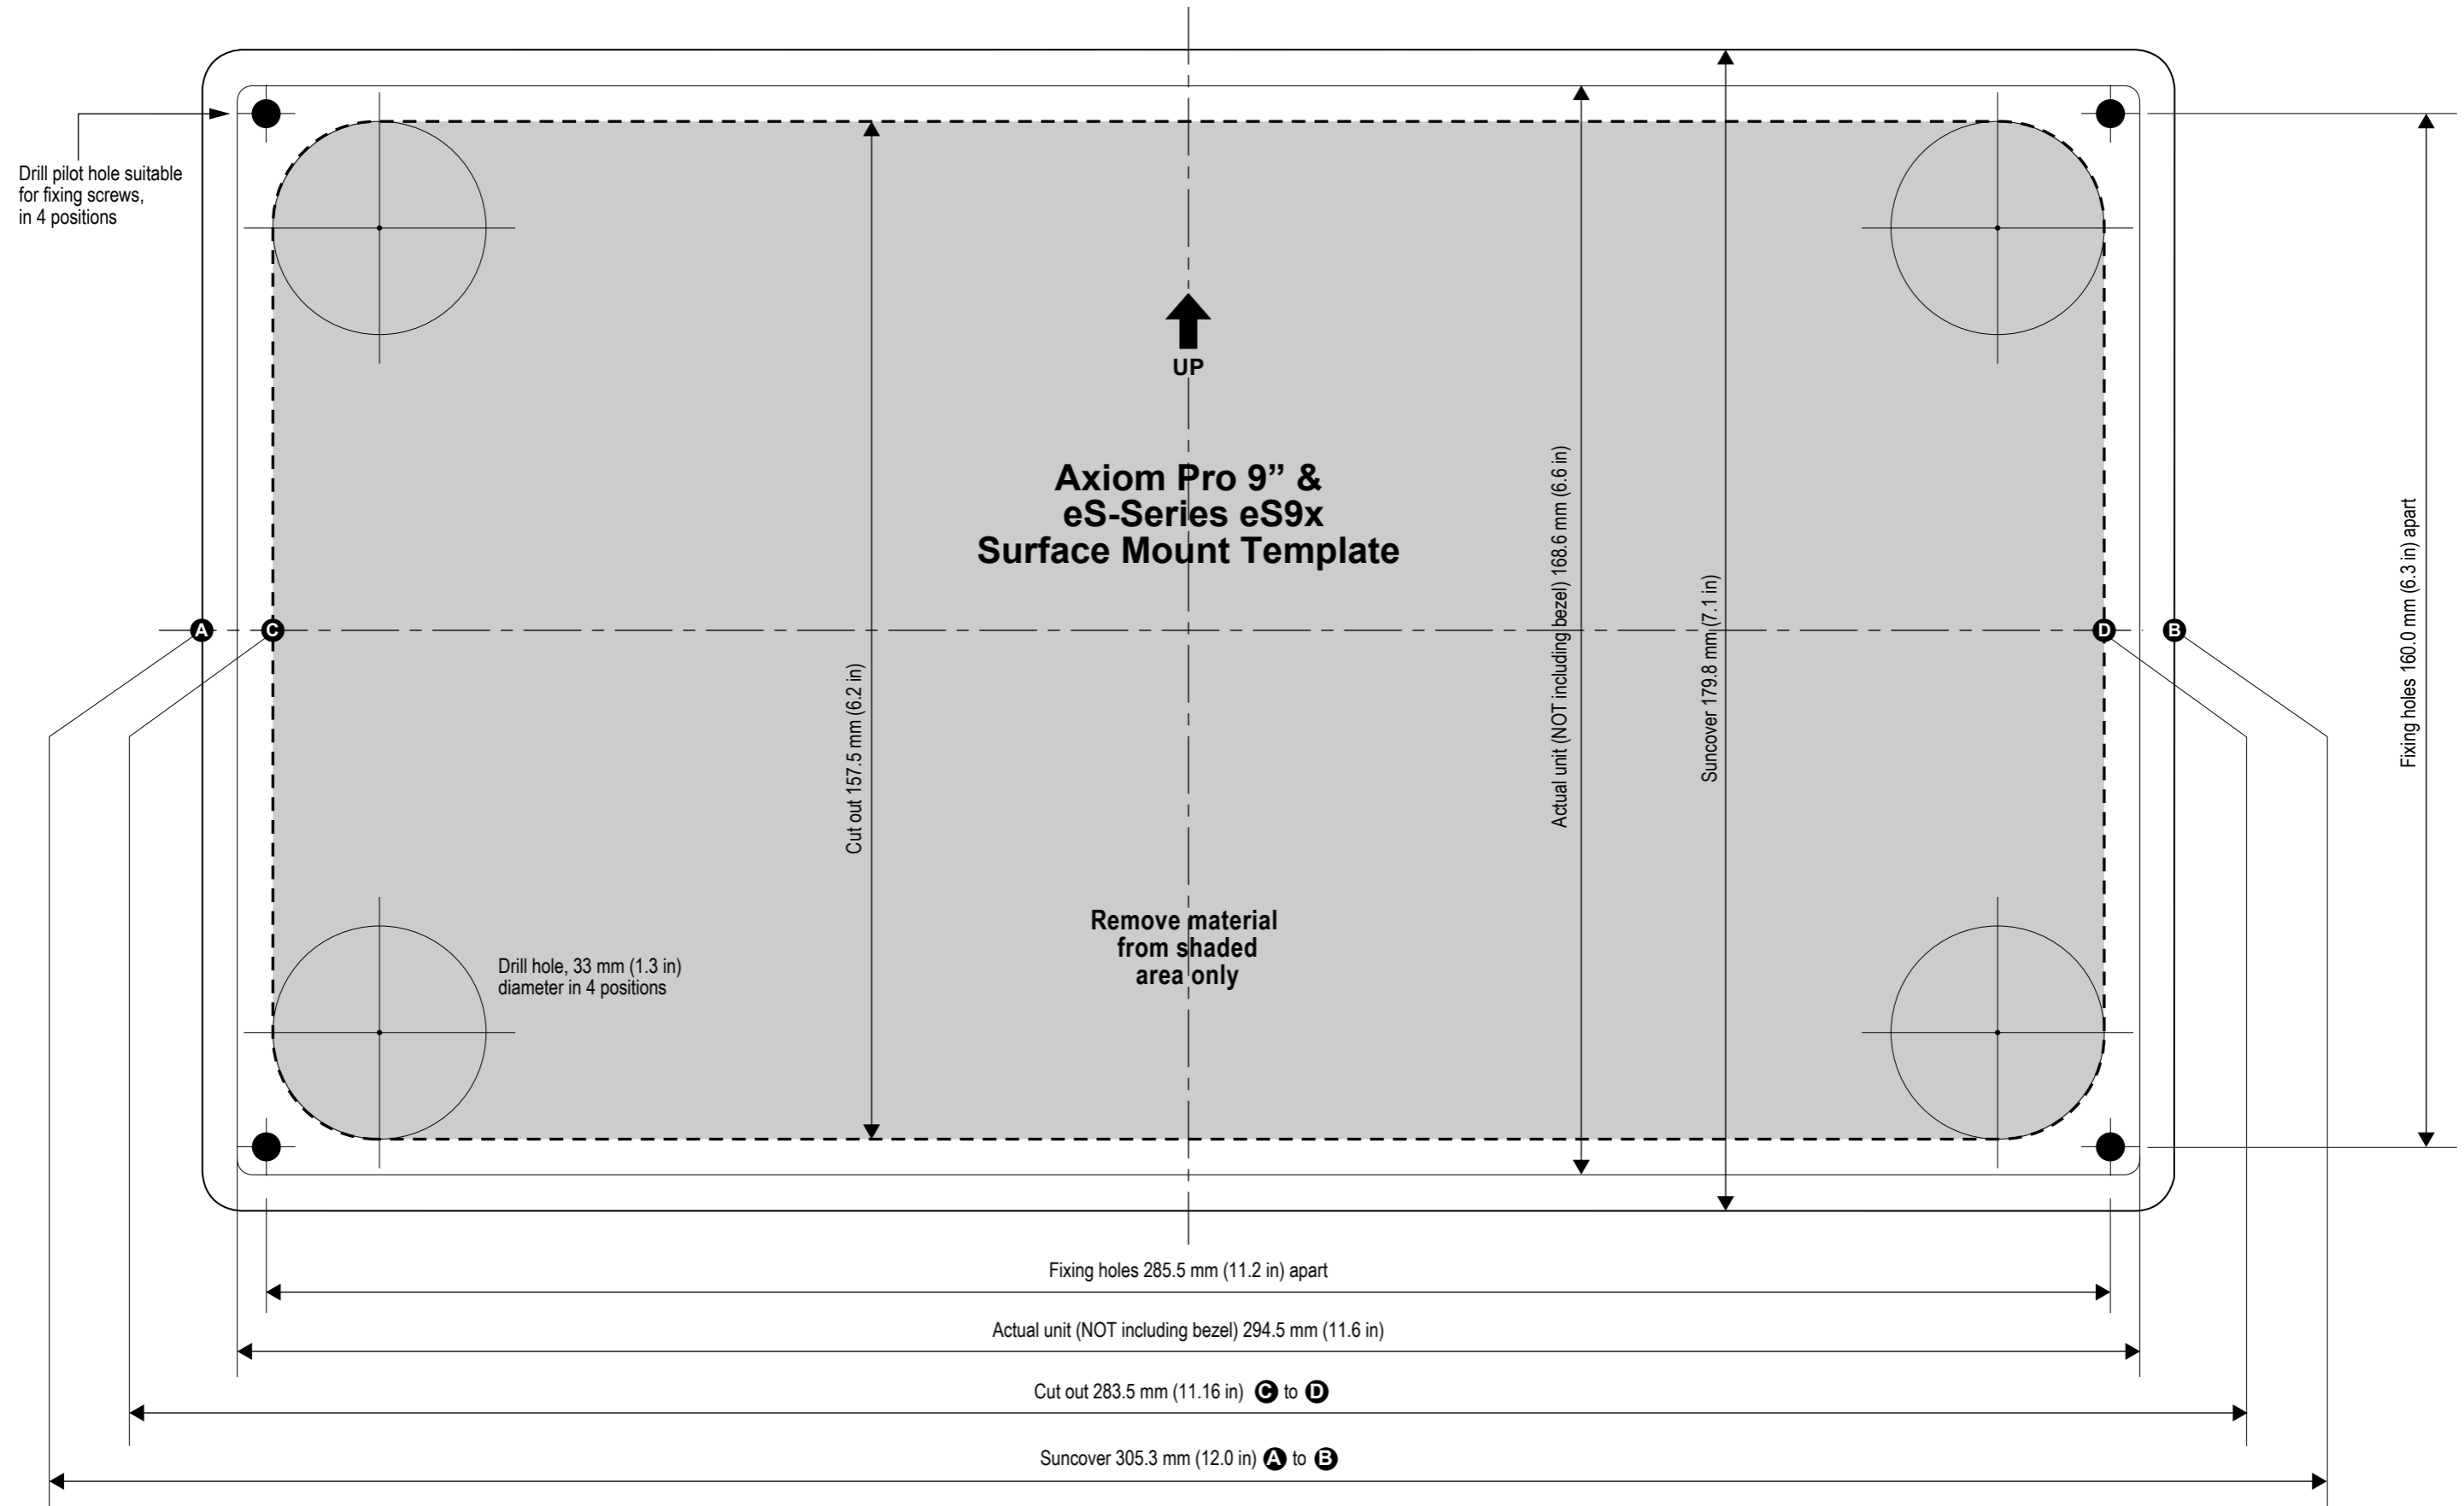 Drill pilot hole suitable
for fixing screws,
in 4 positions
UP
Axiom Pro 9” &
eS-Series eS9x
Surface Mount Template
A
C
D
B
Cut out 157.5 mm (6.2 in)
Actual unit (NOT including bezel) 168.6 mm (6.6 in)
Suncover 179.8 mm (7.1 in)
Fixing holes 160.0 mm (6.3 in) apart
Remove material
from shaded
area only
Drill hole, 33 mm (1.3 in)
diameter in 4 positions
Fixing holes 285.5 mm (11.2 in) apart
Actual unit (NOT including bezel) 294.5 mm (11.6 in)
Cut out 283.5 mm (11.16 in) C to D
Suncover 305.3 mm (12.0 in) A to B